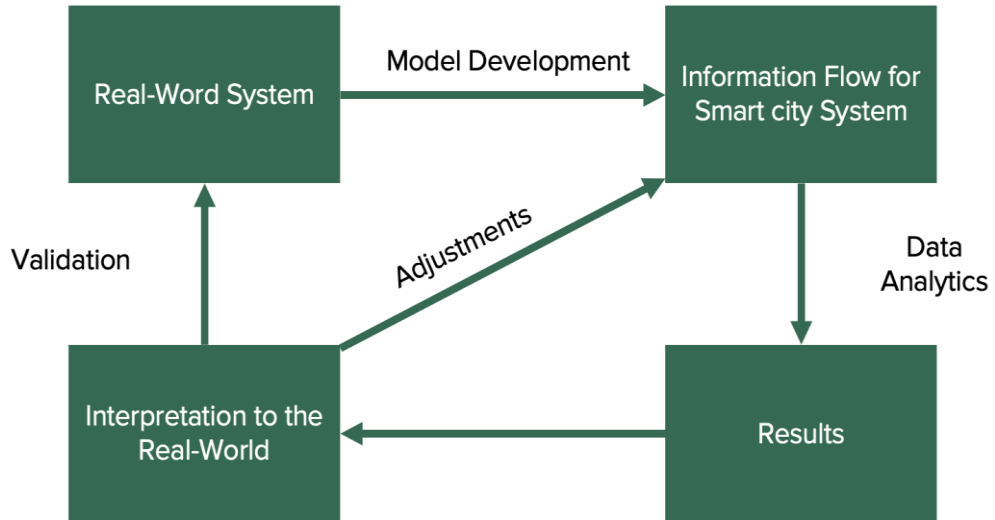 Real-Word System
Model Development
Information Flow for
Smart city System
Validation
Adjustments
Data
Analytics
Interpretation to the
Real-World
Results